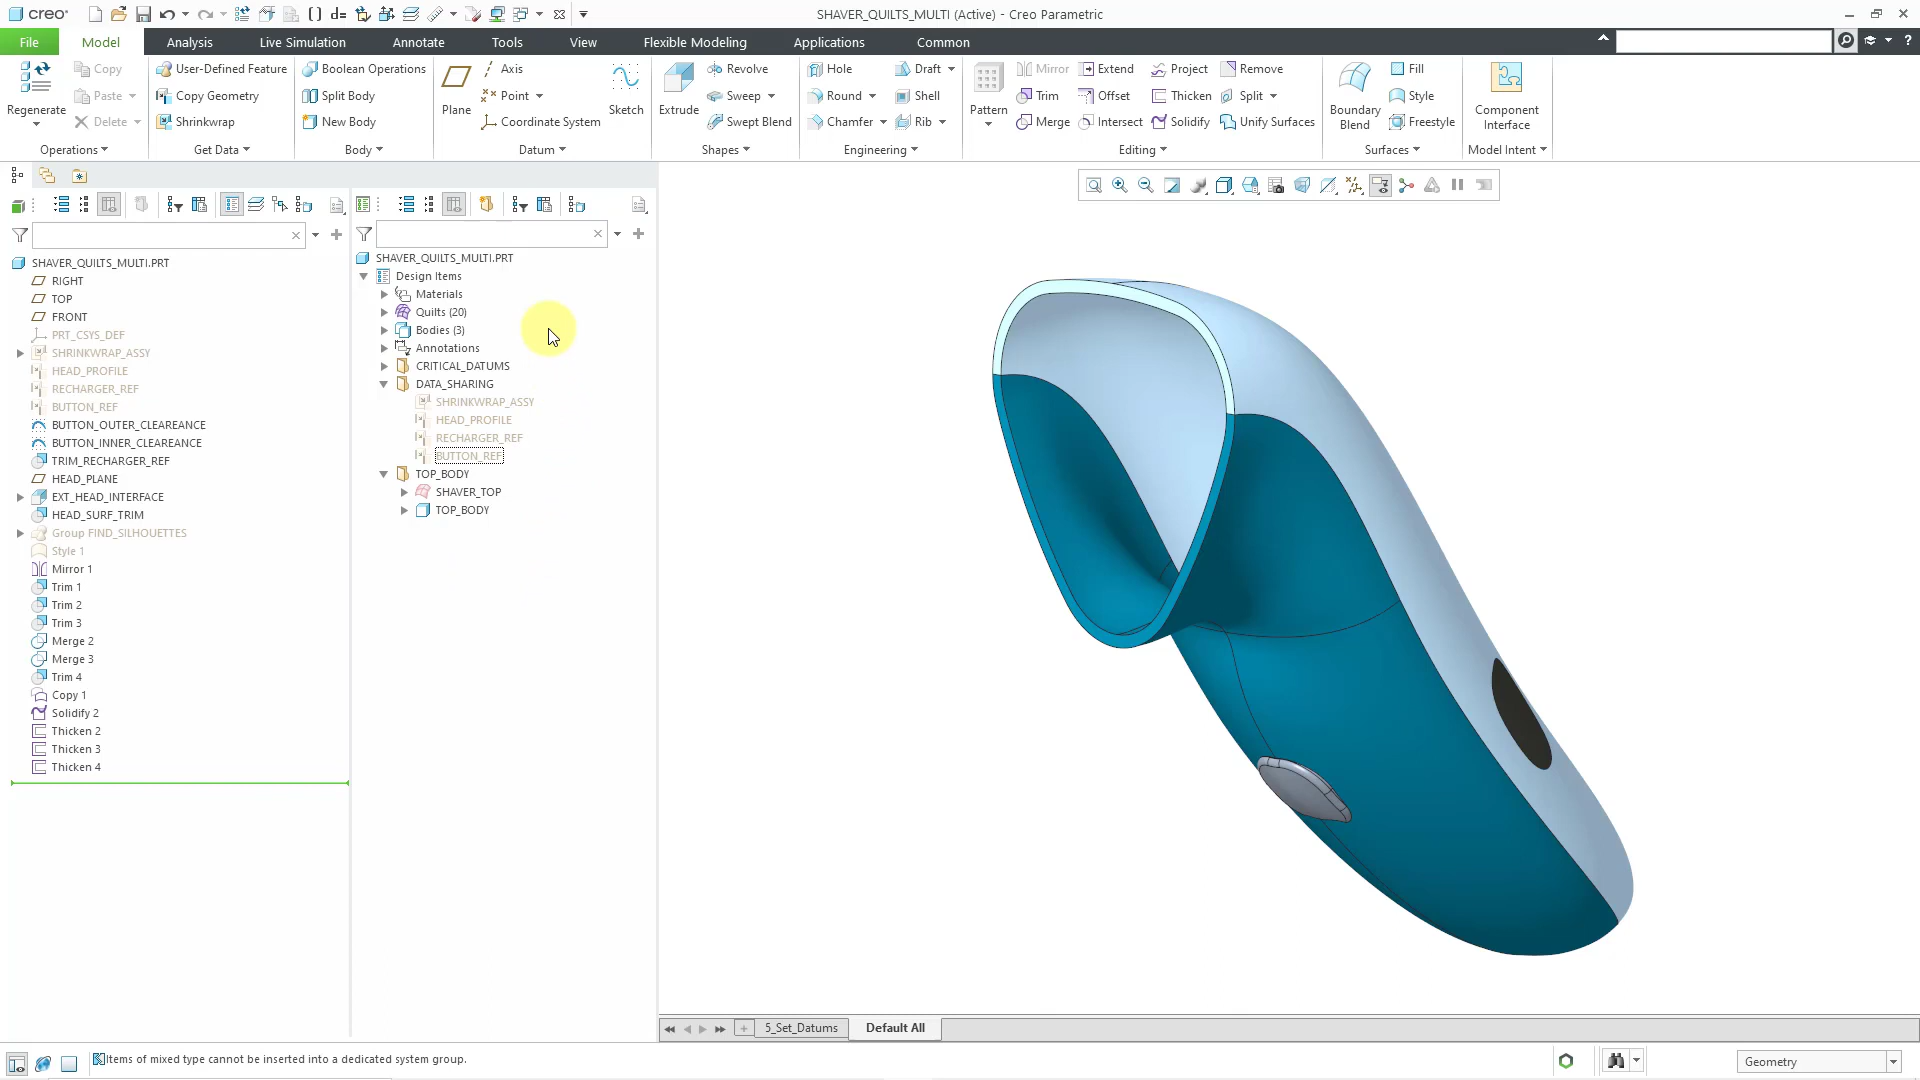 creo
SHAVER_QUILTS_MULTI (Active) - Creo Parametric
File Model Analysis Live Simulation Annotate Tools View Flexible Modeling Applications Common
Regenerate
Copy
Paste
Delete
Operations
User-Defined Feature
Copy Geometry
Shrinkwrap
Get Data
Boolean Operations
Split Body
New Body
Body
Plane
Axis
Point
Coordinate System
Sketch
Datum
Extrude
Revolve
Sweep
Swept Blend
Shapes
Hole
Round
Chamfer
Draft
Shell
Rib
Engineering
Pattern
Mirror
Trim
Merge
Extend
Offset
Intersect
Project
Thicken
Solidify
Remove
Split
Unify Surfaces
Editing
Boundary
Blend
Fill
Style
Freestyle
Surfaces
Component
Interface
Model Intent
SHAVER_QUILTS_MULTI.PRT
RIGHT
TOP
FRONT
PRT_CSYS_DEF
SHRINKWRAP_ASSY
HEAD_PROFILE
RECHARGER_REF
BUTTON_REF
BUTTON_OUTER_CLEAREANCE
BUTTON_INNER_CLEAREANCE
TRIM_RECHARGER_REF
HEAD_PLANE
EXT_HEAD_INTERFACE
HEAD_SURF_TRIM
Group FIND_SILHOUETTES
Style 1
Mirror 1
Trim 1
Trim 2
Trim 3
Merge 2
Merge 3
Trim 4
Copy 1
Solidify 2
Thicken 2
Thicken 3
Thicken 4
SHAVER_QUILTS_MULTI.PRT
Design Items
Materials
Quilts (20)
Bodies (3)
Annotations
CRITICAL_DATUMS
DATA_SHARING
SHRINKWRAP_ASSY
HEAD_PROFILE
RECHARGER_REF
BUTTON_REF
TOP_BODY
SHAVER_TOP
TOP_BODY
5_Set_Datums
Default All
Items of mixed type cannot be inserted into a dedicated system group.
Geometry